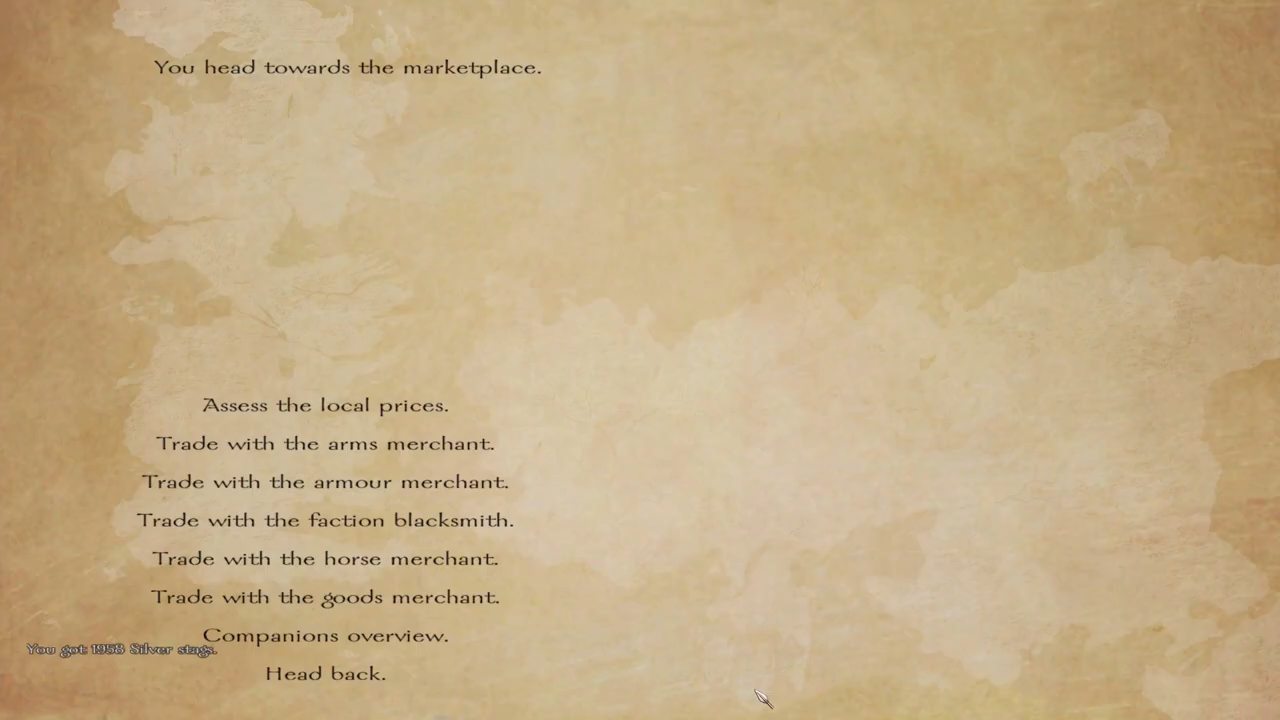 You head towards the marketplace.
Assess the local prices.
Trade with the arms merchant.
Trade with the armour merchant.
Trade with the faction blacksmith.
Trade with the horse merchant.
Trade with the goods merchant.
Companions overview.
You got 1958 Silver stags.
Head back.